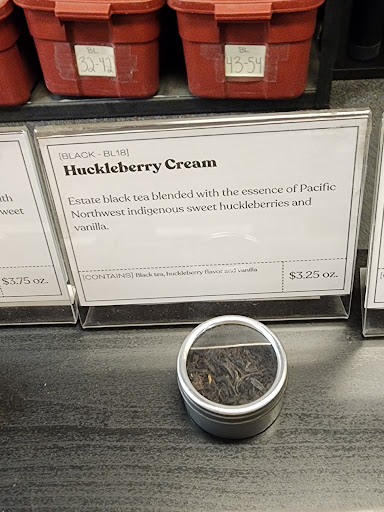 BL
32-42
BL
43-54
[BLACK - BL18]
Huckleberry Cream
Estate black tea blended with the essence of Pacific
Northwest indigenous sweet huckleberries and
vanilla.
[CONTAINS] Black tea, huckleberry flavor and vanilla
$3.25 oz.
weet
$3.75 oz.